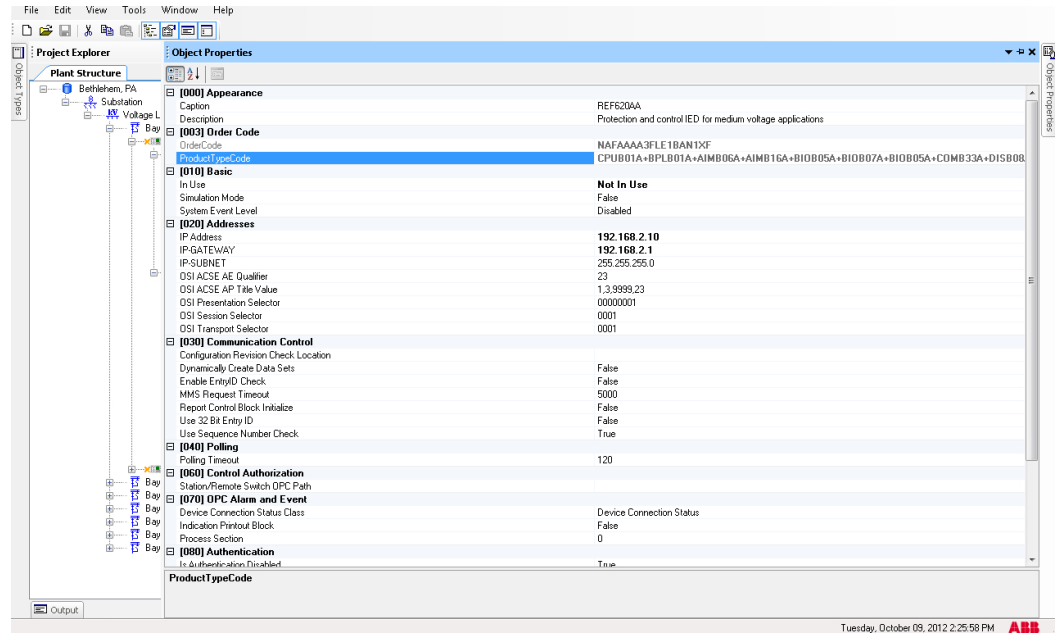 File Edit View Tools Window Help
Project Explorer
Object Properties
Object Types
Object Properties
Plant Structure
Bethlehem, PA
Substation
Voltage L
Bay
Bay
Bay
Bay
Bay
Bay
Bay
[000] Appearance
Caption REF620AA
Description Protection and control IED for medium voltage applications
[003] Order Code
OrderCode NAFAAAA3FLE1BAN1XF
ProductTypeCode CPUB01A+BPLB01A+AIMB06A+AIMB16A+BIOB05A+BIOB07A+BIOB05A+COMB33A+DISB08
[010] Basic
In Use Not In Use
Simulation Mode False
System Event Level Disabled
[020] Addresses
IP Address 192.168.2.10
IP-GATEWAY 192.168.2.1
IP-SUBNET 255.255.255.0
OSI ACSE AE Qualifier 23
OSI ACSE AP Title Value 1,3,9999,23
OSI Presentation Selector 00000001
OSI Session Selector 0001
OSI Transport Selector 0001
[030] Communication Control
Configuration Revision Check Location
Dynamically Create Data Sets False
Enable EntryID Check False
MMS Request Timeout 5000
Report Control Block Initialize False
Use 32 Bit Entry ID False
Use Sequence Number Check True
[040] Polling
Polling Timeout 120
[060] Control Authorization
Station/Remote Switch OPC Path
[070] OPC Alarm and Event
Device Connection Status Class Device Connection Status
Indication Printout Block False
Process Section 0
[080] Authentication
Is Authentication Disabled True
ProductTypeCode
Output
Tuesday, October 09, 2012 2:25:58 PM ABB